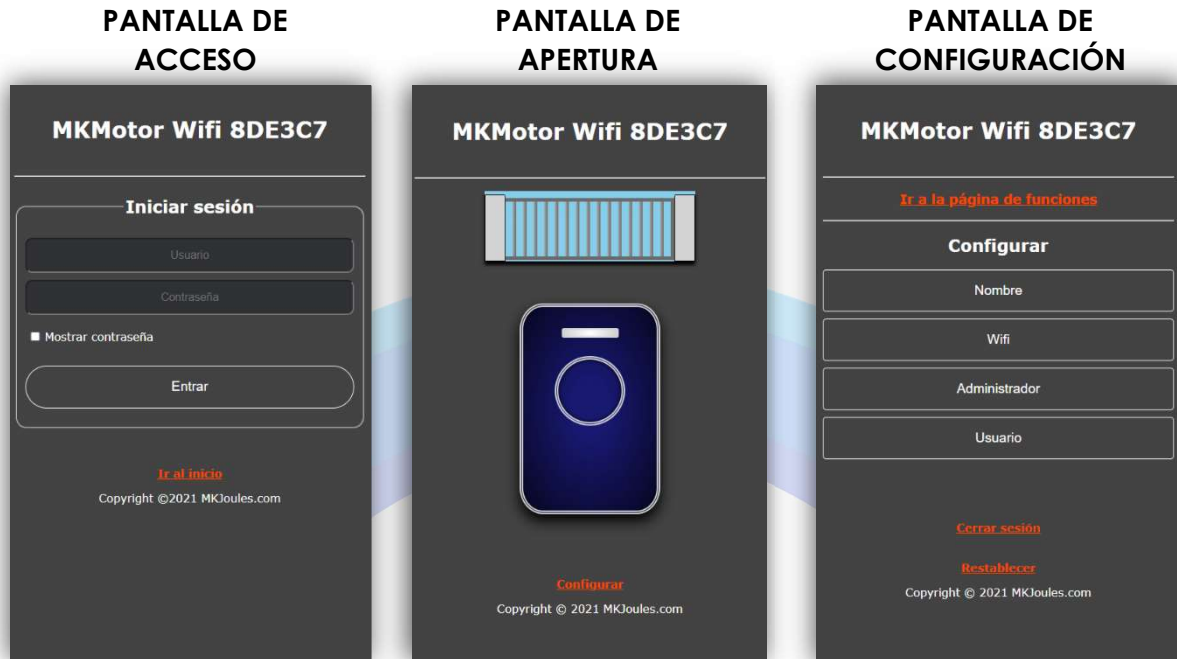 PANTALLA DE
ACCESO
MKMotor Wifi 8DE3C7
Iniciar sesión
Usuario
Contraseña
Mostrar contraseña
Entrar
Ir al inicio
Copyright ©2021 MKJoules.com
PANTALLA DE
APERTURA
MKMotor Wifi 8DE3C7
Configurar
Copyright © 2021 MKJoules.com
PANTALLA DE
CONFIGURACIÓN
MKMotor Wifi 8DE3C7
Ir a la página de funciones
Configurar
Nombre
Wifi
Administrador
Usuario
Cerrar sesión
Restablecer
Copyright © 2021 MKJoules.com